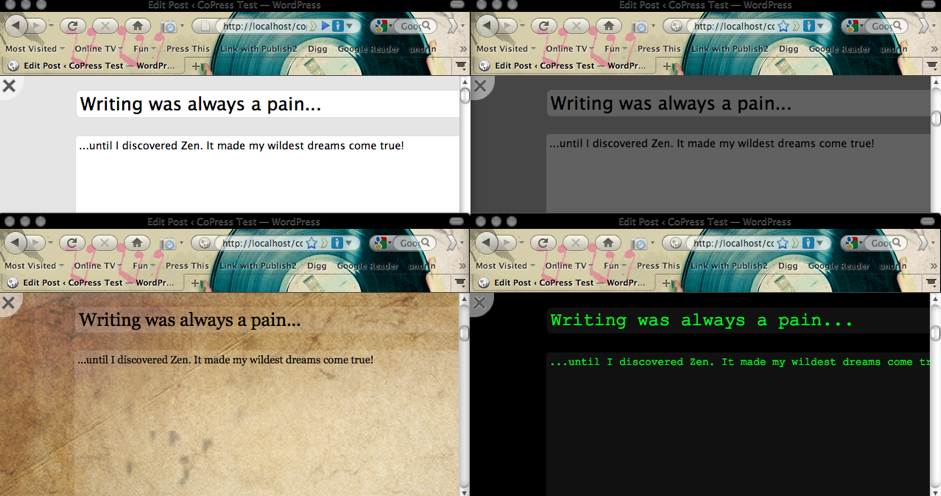 Edit Post ‹ CoPress Test — WordPress
http://localhost/co
Most Visited Online TV Fun Press This Link with Publish2 Digg Google Reader
Edit Post ‹ CoPress Test — WordPr...
Writing was always a pain...
...until I discovered Zen. It made my wildest dreams come true!
Edit Post ‹ CoPress Test — WordPress
http://localhost/cc
Most Visited Online TV Fun Press This Link with Publish2 Digg Google Reader
Edit Post ‹ CoPress Test — WordPr...
Writing was always a pain...
...until I discovered Zen. It made my wildest dreams come true!
Edit Post ‹ CoPress Test — WordPress
http://localhost/cc Goo
Most Visited Online TV Fun Press This Link with Publish2 Digg Google Reader
Edit Post ‹ CoPress Test — WordPr...
Writing was always a pain...
...until I discovered Zen. It made my wildest dreams come true!
Edit Post ‹ CoPress Test — WordPress
http://localhost/cc
Most Visited Online TV Fun Press This Link with Publish2 Digg Google Reader
Edit Post ‹ CoPress Test — WordPr...
Writing was always a pain...
...until I discovered Zen. It made my wildest dreams come tr